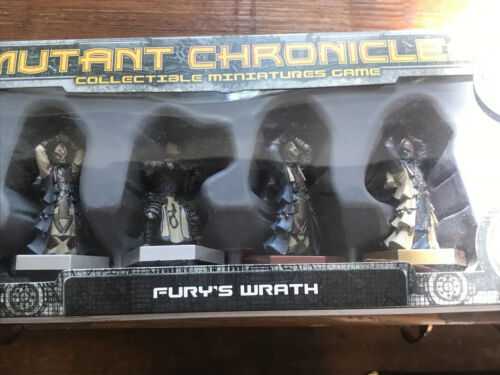 MUTANT CHRONICLES
COLLECTIBLE MINIATURES GAME
FURY'S WRATH